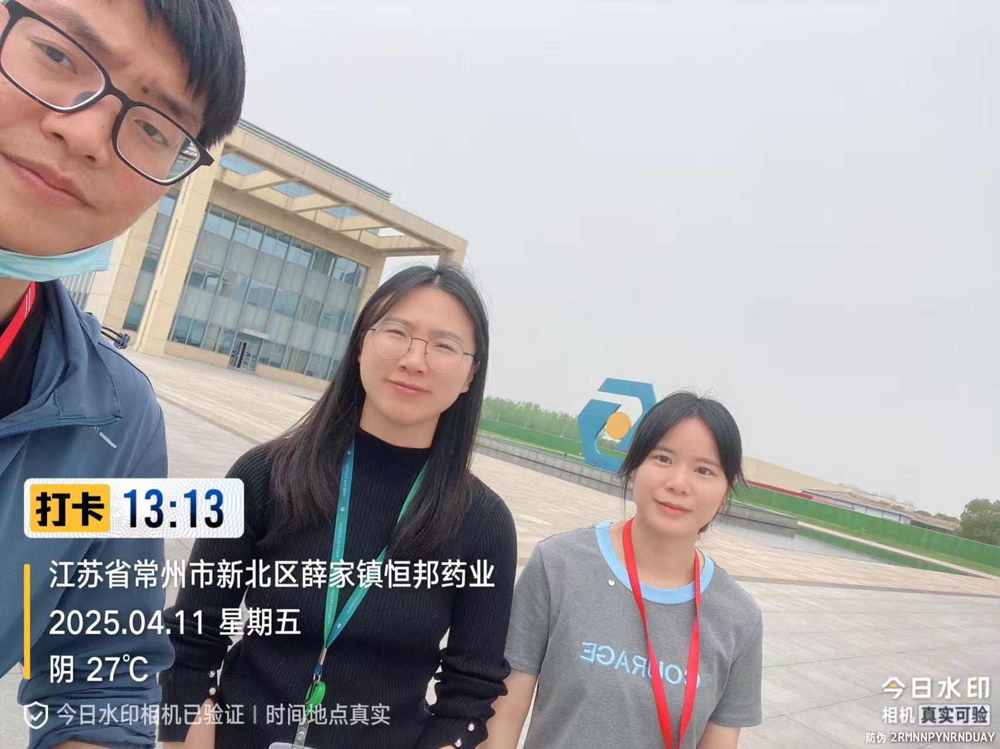 打卡 13:13
江苏省常州市新北区薛家镇恒邦药业
2025.04.11 星期五
阴 27℃
今日水印相机已验证 | 时间地点真实
COURAGE
今日水印
相机 真实可验
防伪 2RMNNPYNRNDUAY